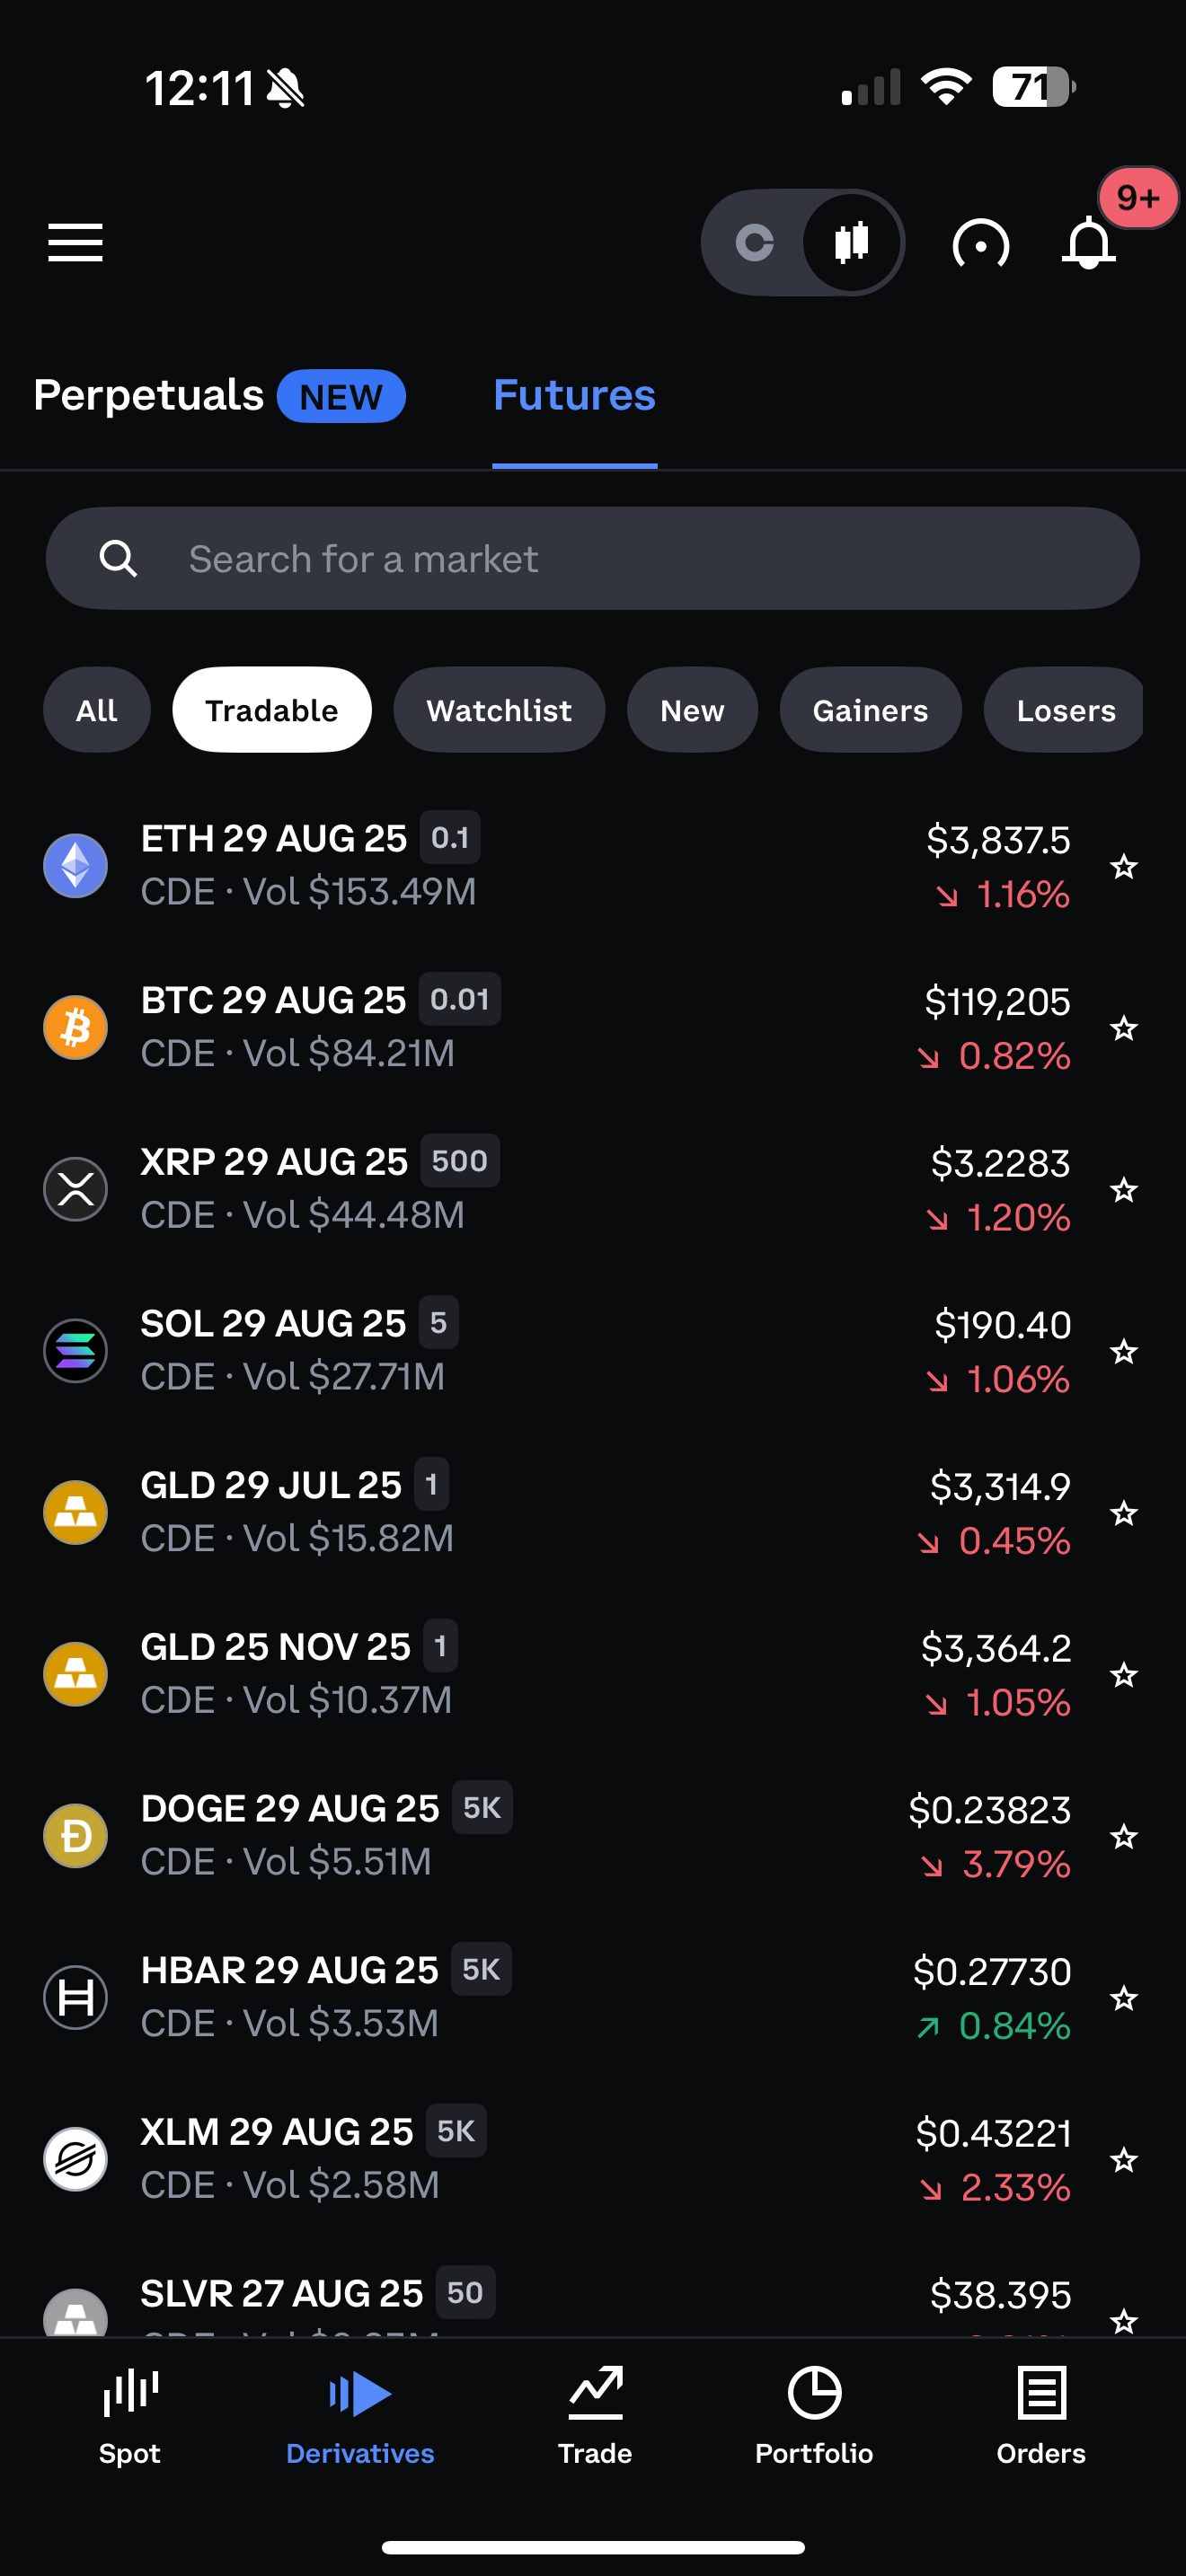 12:11
71
9+
Perpetuals NEW Futures
Search for a market
All Tradable Watchlist New Gainers Losers
ETH 29 AUG 25 0.1 $3,837.5
CDE · Vol $153.49M ↘ 1.16%
BTC 29 AUG 25 0.01 $119,205
CDE · Vol $84.21M ↘ 0.82%
XRP 29 AUG 25 500 $3.2283
CDE · Vol $44.48M ↘ 1.20%
SOL 29 AUG 25 5 $190.40
CDE · Vol $27.71M ↘ 1.06%
GLD 29 JUL 25 1 $3,314.9
CDE · Vol $15.82M ↘ 0.45%
GLD 25 NOV 25 1 $3,364.2
CDE · Vol $10.37M ↘ 1.05%
DOGE 29 AUG 25 5K $0.23823
CDE · Vol $5.51M ↘ 3.79%
HBAR 29 AUG 25 5K $0.27730
CDE · Vol $3.53M ↗ 0.84%
XLM 29 AUG 25 5K $0.43221
CDE · Vol $2.58M ↘ 2.33%
SLVR 27 AUG 25 50 $38.395
Spot Derivatives Trade Portfolio Orders